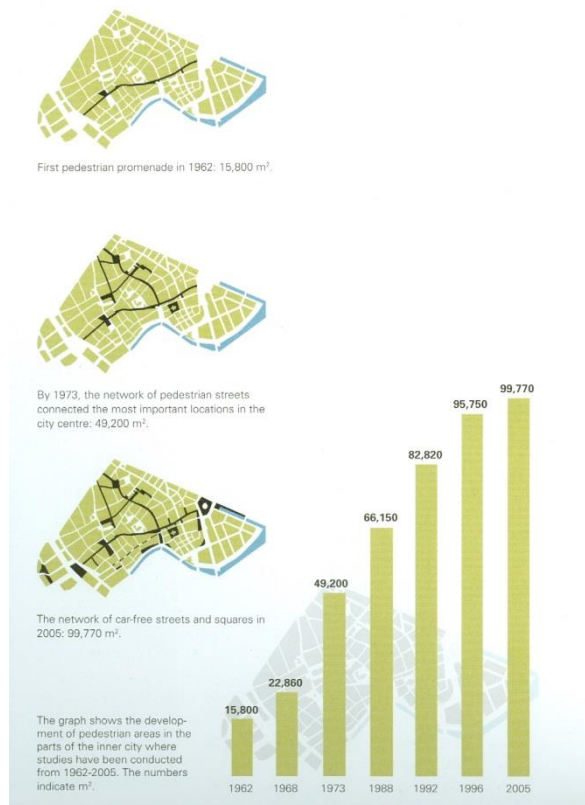 First pedestrian promenade in 1962: 15,800 m².
By 1973, the network of pedestrian streets
connected the most important locations in the
city centre: 49,200 m².
The network of car-free streets and squares in
2005: 99,770 m².
The graph shows the develop-
ment of pedestrian areas in the
parts of the inner city where
studies have been conducted
from 1962-2005. The numbers
indicate m².
15,800
22,860
49,200
66,150
82,820
95,750
99,770
1962 1968 1973 1988 1992 1996 2005